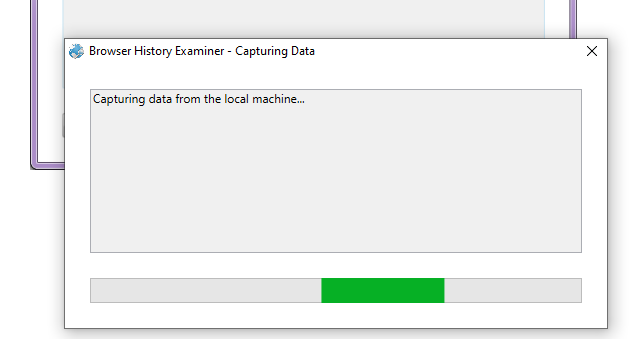 Browser History Examiner - Capturing Data
Capturing data from the local machine...